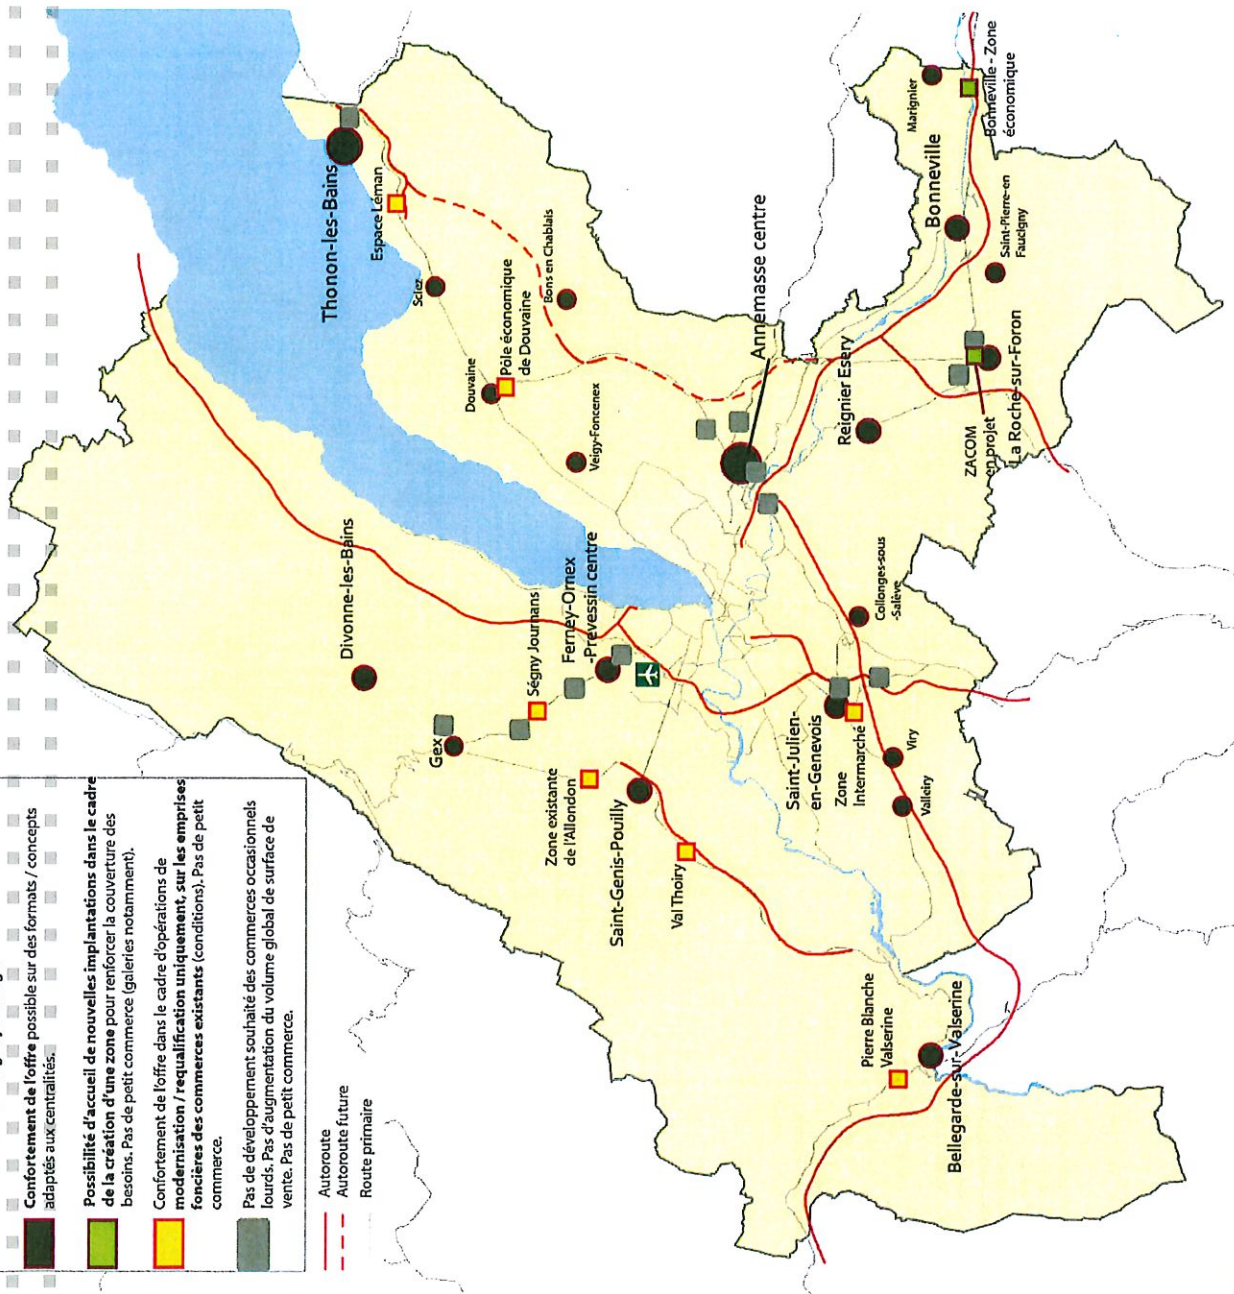 Confortement de l'offre possible sur des formats / concepts
adaptés aux centralités.
Possibilité d'accueil de nouvelles implantations dans le cadre
de la création d'une zone pour renforcer la couverture des
besoins. Pas de petit commerce (galeries notamment).
Confortement de l'offre dans le cadre d'opérations de
modernisation / requalification uniquement, sur les emprises
foncières des commerces existants (conditions). Pas de petit
commerce.
Pas de développement souhaité des commerces occasionnels
lourds. Pas d'augmentation du volume global de surface de
vente. Pas de petit commerce.
Autoroute
Autoroute future
Route primaire
Divonne-les-Bains
Gex
Ségny Journans
Ferney-Ornex
-Prevessin centre
Zone existante
de l'Allondon
Saint-Genis-Pouilly
Val Thoiry
Pierre Blanche
Valserine
Bellegarde-sur-Valserine
Saint-Julien-
en-Genevois
Zone
Intermarché
Viry
Valleiry
Collonges-sous
-Salève
Thonon-les-Bains
Espace Léman
Sciez
Douvaine
Pôle économique
de Douvaine
Bons en Chablais
Veigy-Foncenex
Annemasse centre
Reignier Esery
ZACOM
en projet
La Roche-sur-Foron
Bonneville
Saint-Pierre-en
Faucigny
Marignier
Bonneville - Zone
économique